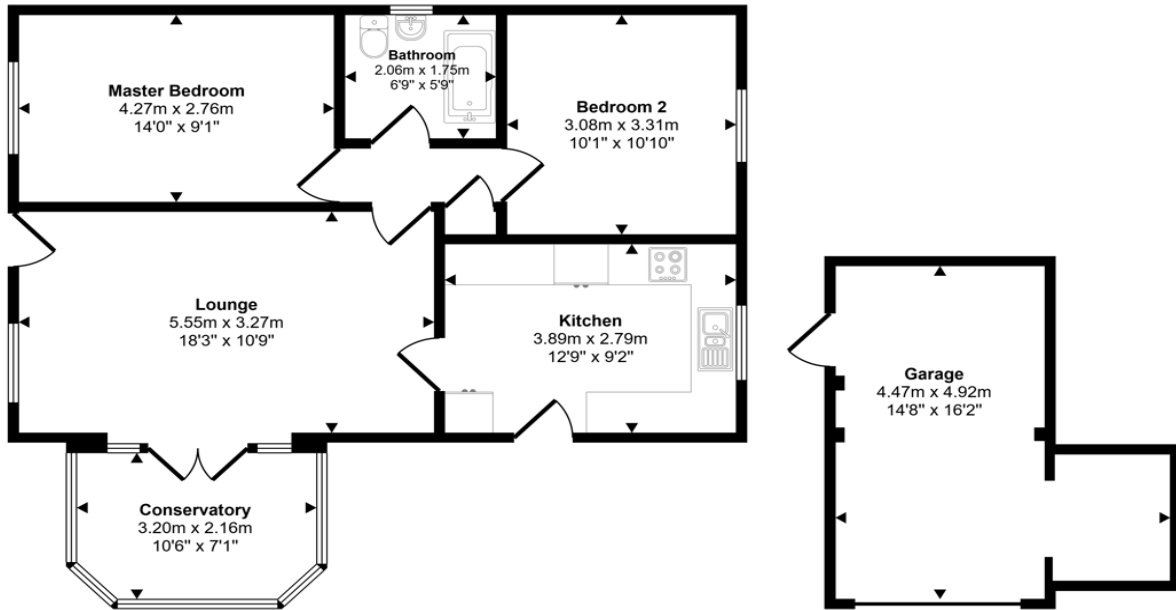 Master Bedroom
4.27m x 2.76m
14'0" x 9'1"
Bathroom
2.06m x 1.75m
6'9" x 5'9"
Bedroom 2
3.08m x 3.31m
10'1" x 10'10"
Lounge
5.55m x 3.27m
18'3" x 10'9"
Kitchen
3.89m x 2.79m
12'9" x 9'2"
Conservatory
3.20m x 2.16m
10'6" x 7'1"
Garage
4.47m x 4.92m
14'8" x 16'2"